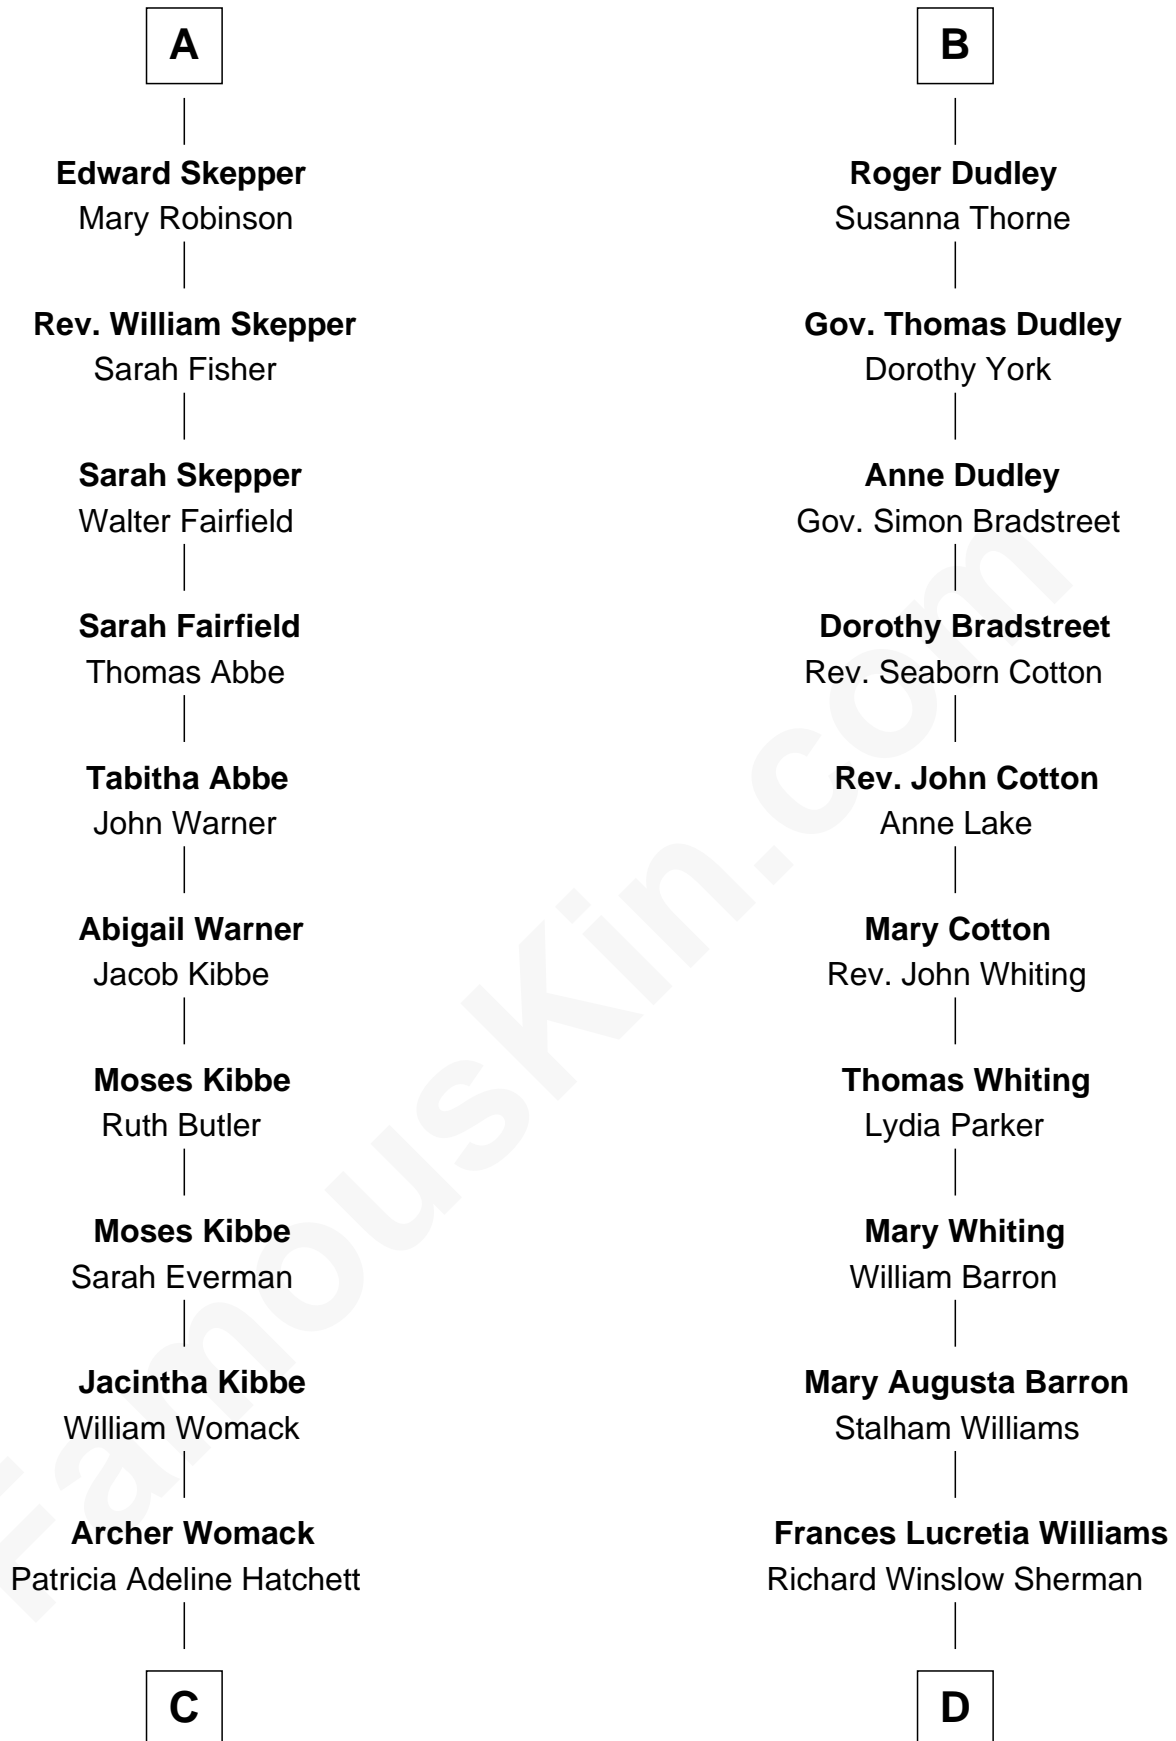 A
Edward Skepper
Mary Robinson
Rev. William Skepper
Sarah Fisher
Sarah Skepper
Walter Fairfield
Sarah Fairfield
Thomas Abbe
Tabitha Abbe
John Warner
Abigail Warner
Jacob Kibbe
Moses Kibbe
Ruth Butler
Moses Kibbe
Sarah Everman
Jacintha Kibbe
William Womack
Archer Womack
Patricia Adeline Hatchett
C
B
Roger Dudley
Susanna Thorne
Gov. Thomas Dudley
Dorothy York
Anne Dudley
Gov. Simon Bradstreet
Dorothy Bradstreet
Rev. Seaborn Cotton
Rev. John Cotton
Anne Lake
Mary Cotton
Rev. John Whiting
Thomas Whiting
Lydia Parker
Mary Whiting
William Barron
Mary Augusta Barron
Stalham Williams
Frances Lucretia Williams
Richard Winslow Sherman
D
FamousKin.com